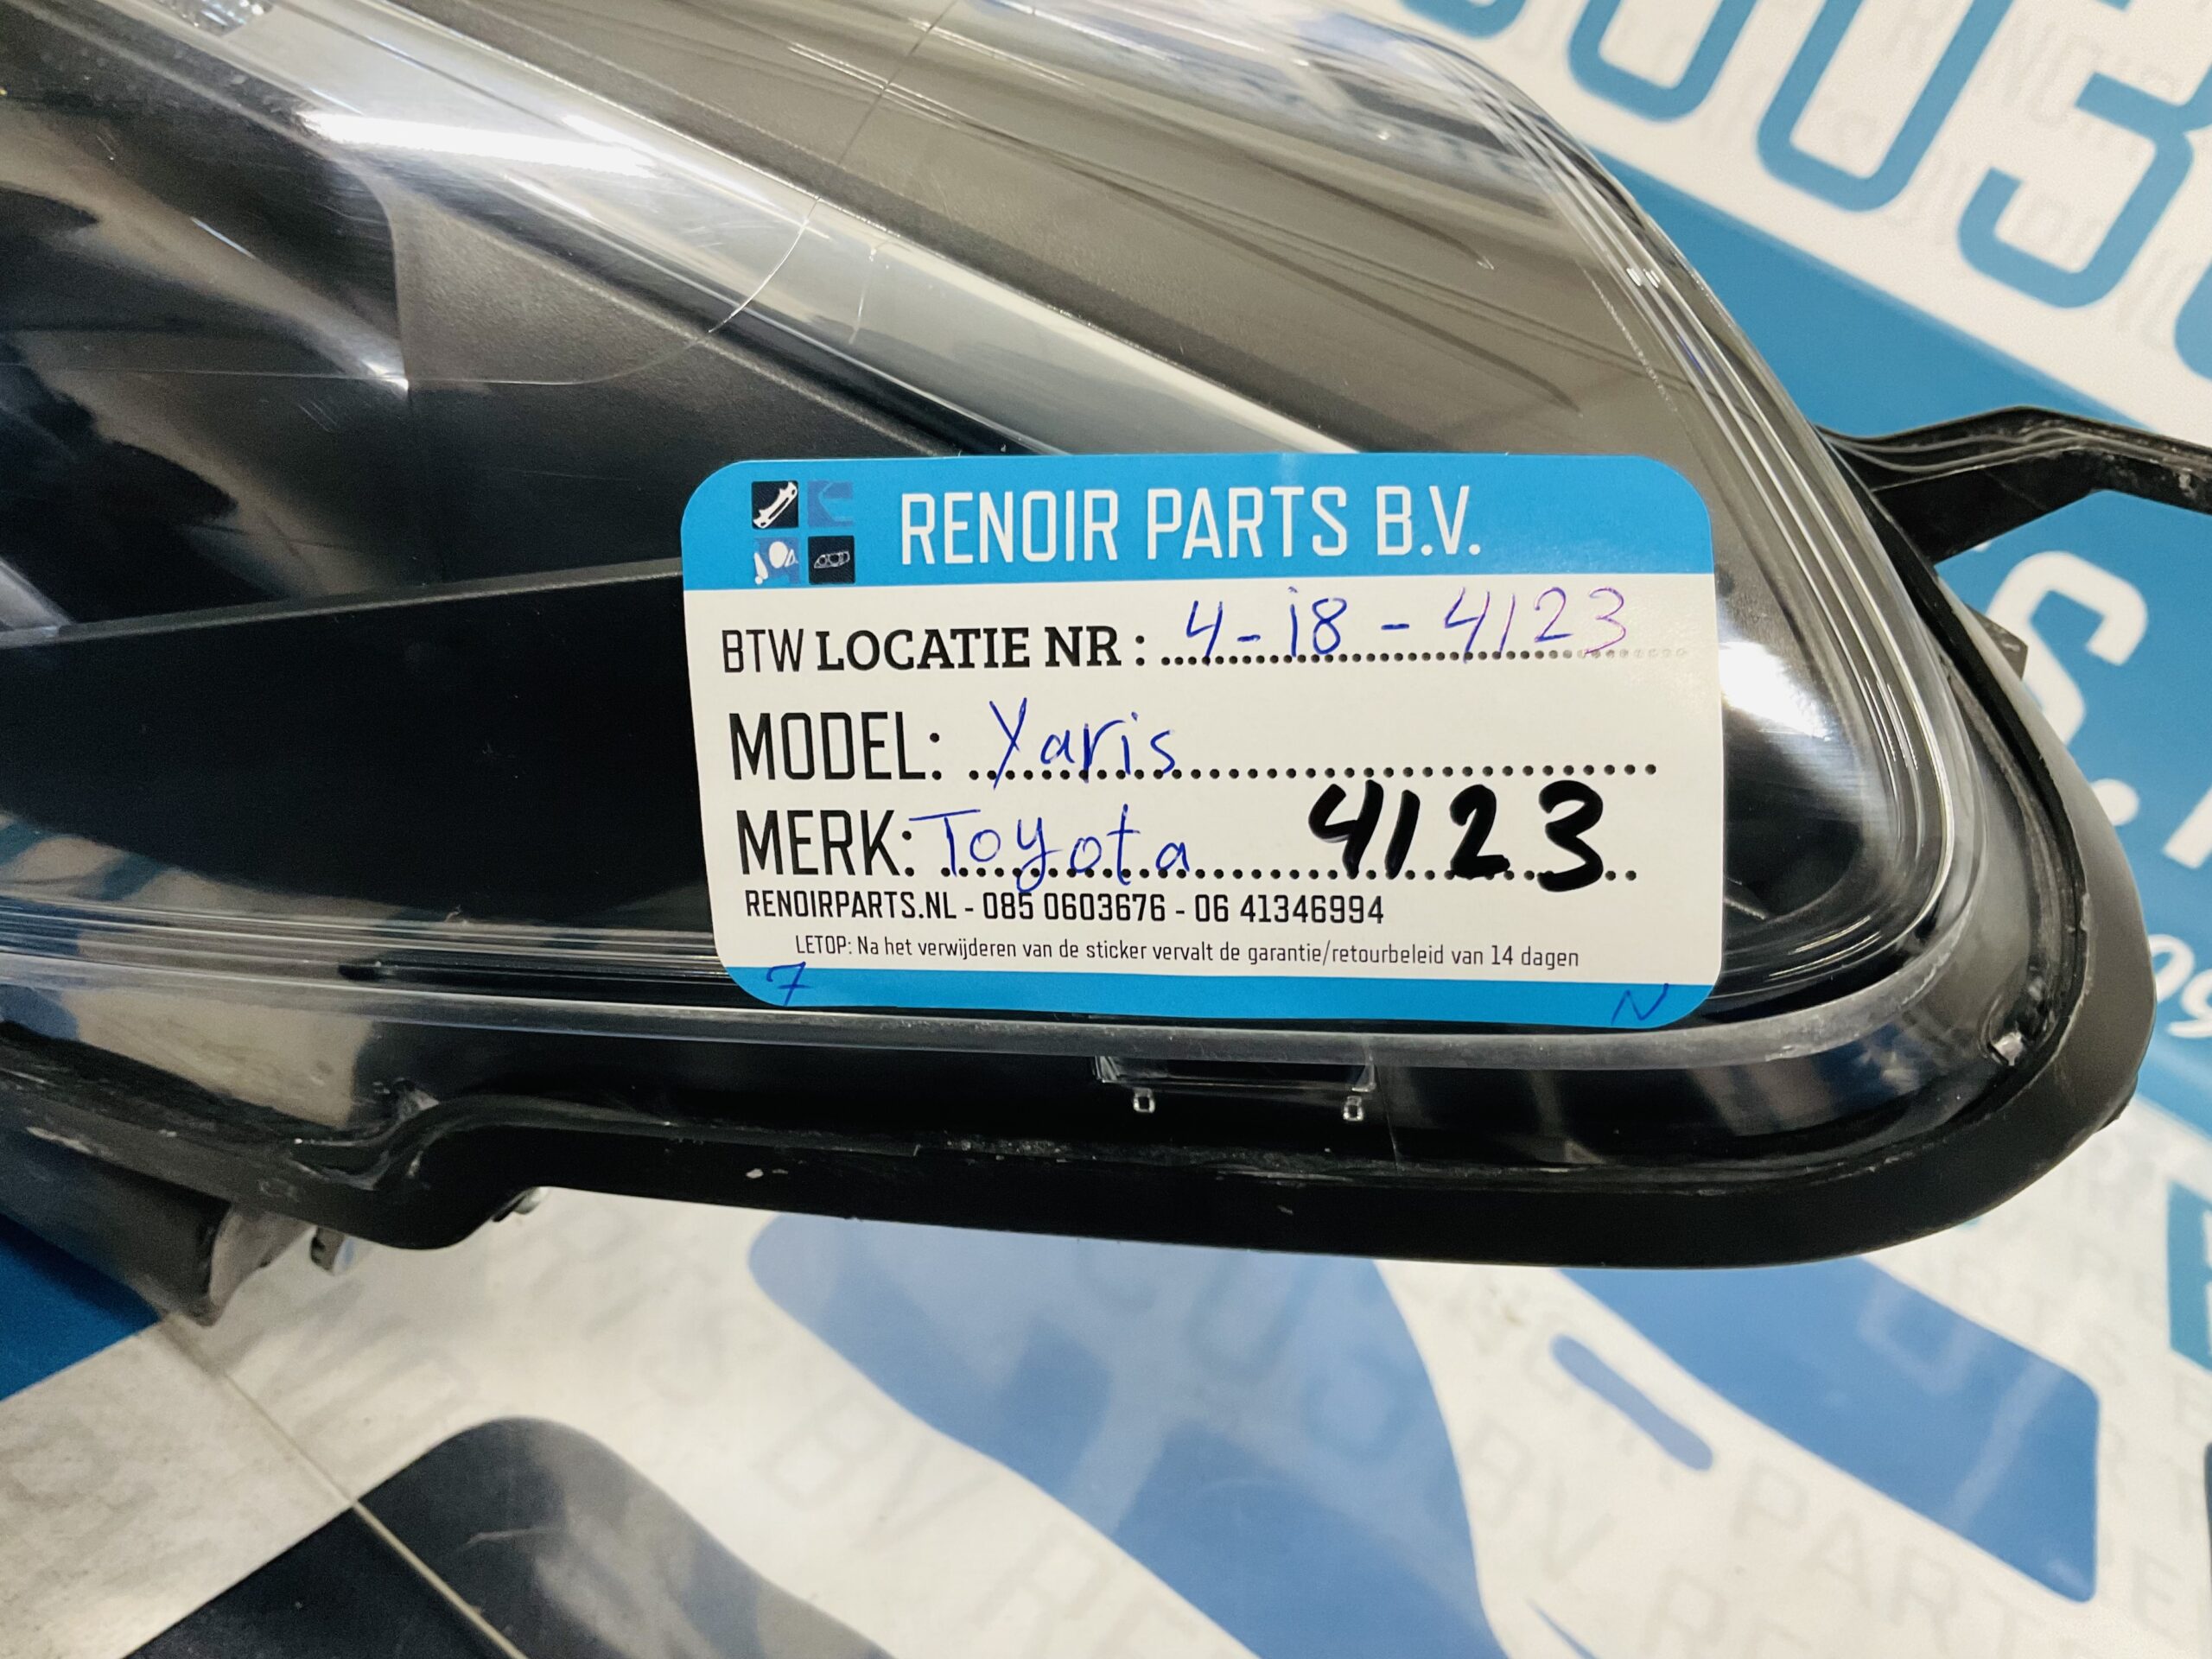 RENOIR PARTS B.V.
BTW LOCATIE NR : 4-i8-4123
MODEL: Yaris
MERK: Toyota 4123
RENOIRPARTS.NL - 085 0603676 - 06 41346994
LETOP: Na het verwijderen van de sticker vervalt de garantie/retourbeleid van 14 dagen
7 N